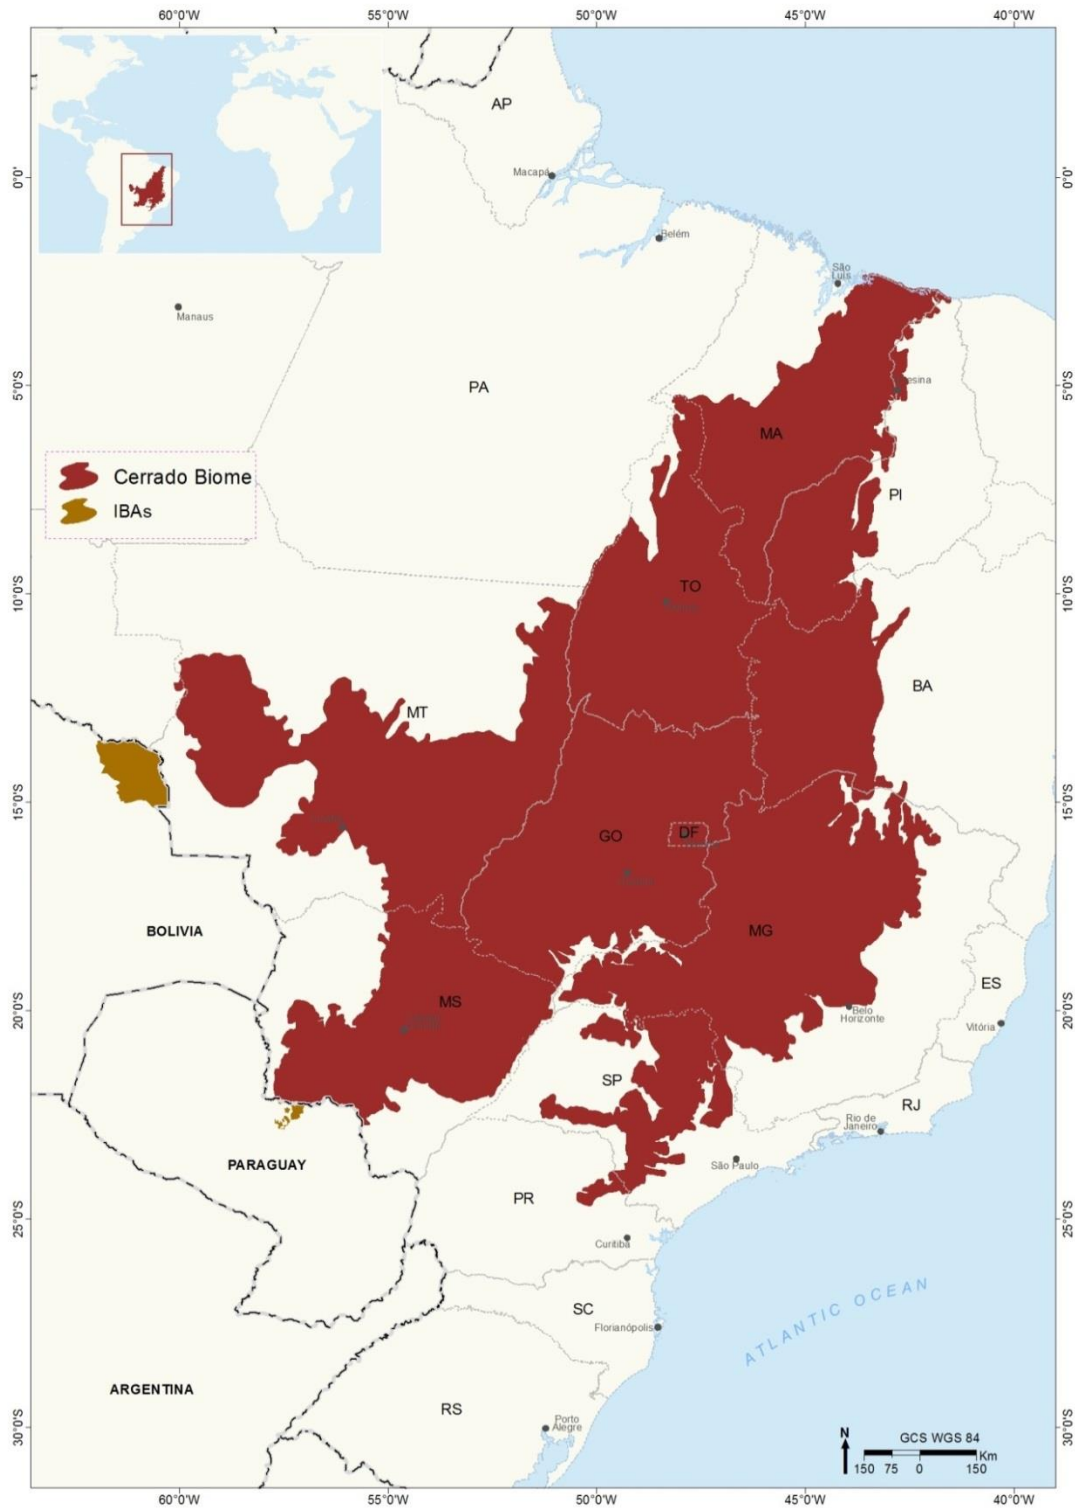 60°0'W 55°0'W 50°0'W 45°0'W 40°0'W
AP
Macapá
0°0' 0°0'
Belém
São
Luís
Manaus
PA
5°0'S 5°0'S
esina
MA
Cerrado Biome
IBAs
PI
TO
10°0'S 10°0'S
BA
MT
15°0'S 15°0'S
GO
DF
BOLIVIA
MG
MS
ES
20°0'S 20°0'S
Belo
Horizonte
Vitória
SP
RJ
Rio de
Janeiro
PARAGUAY
São Paulo
PR
25°0'S 25°0'S
Curitiba
SC
Florianópolis
ATLANTIC OCEAN
ARGENTINA
RS
Porto
Alegre
30°0'S 30°0'S
N
GCS WGS 84
Km
150 75 0 150
60°0'W 55°0'W 50°0'W 45°0'W 40°0'W